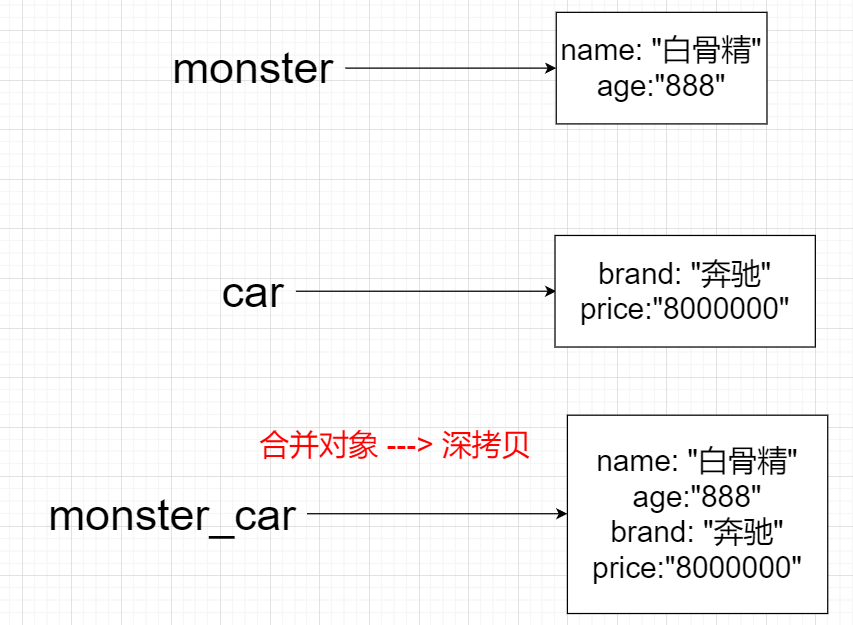 monster
name: "白骨精"
age:"888"
car
brand: "奔驰"
price:"8000000"
合并对象 ---> 深拷贝
monster_car
name: "白骨精"
age:"888"
brand: "奔驰"
price:"8000000"